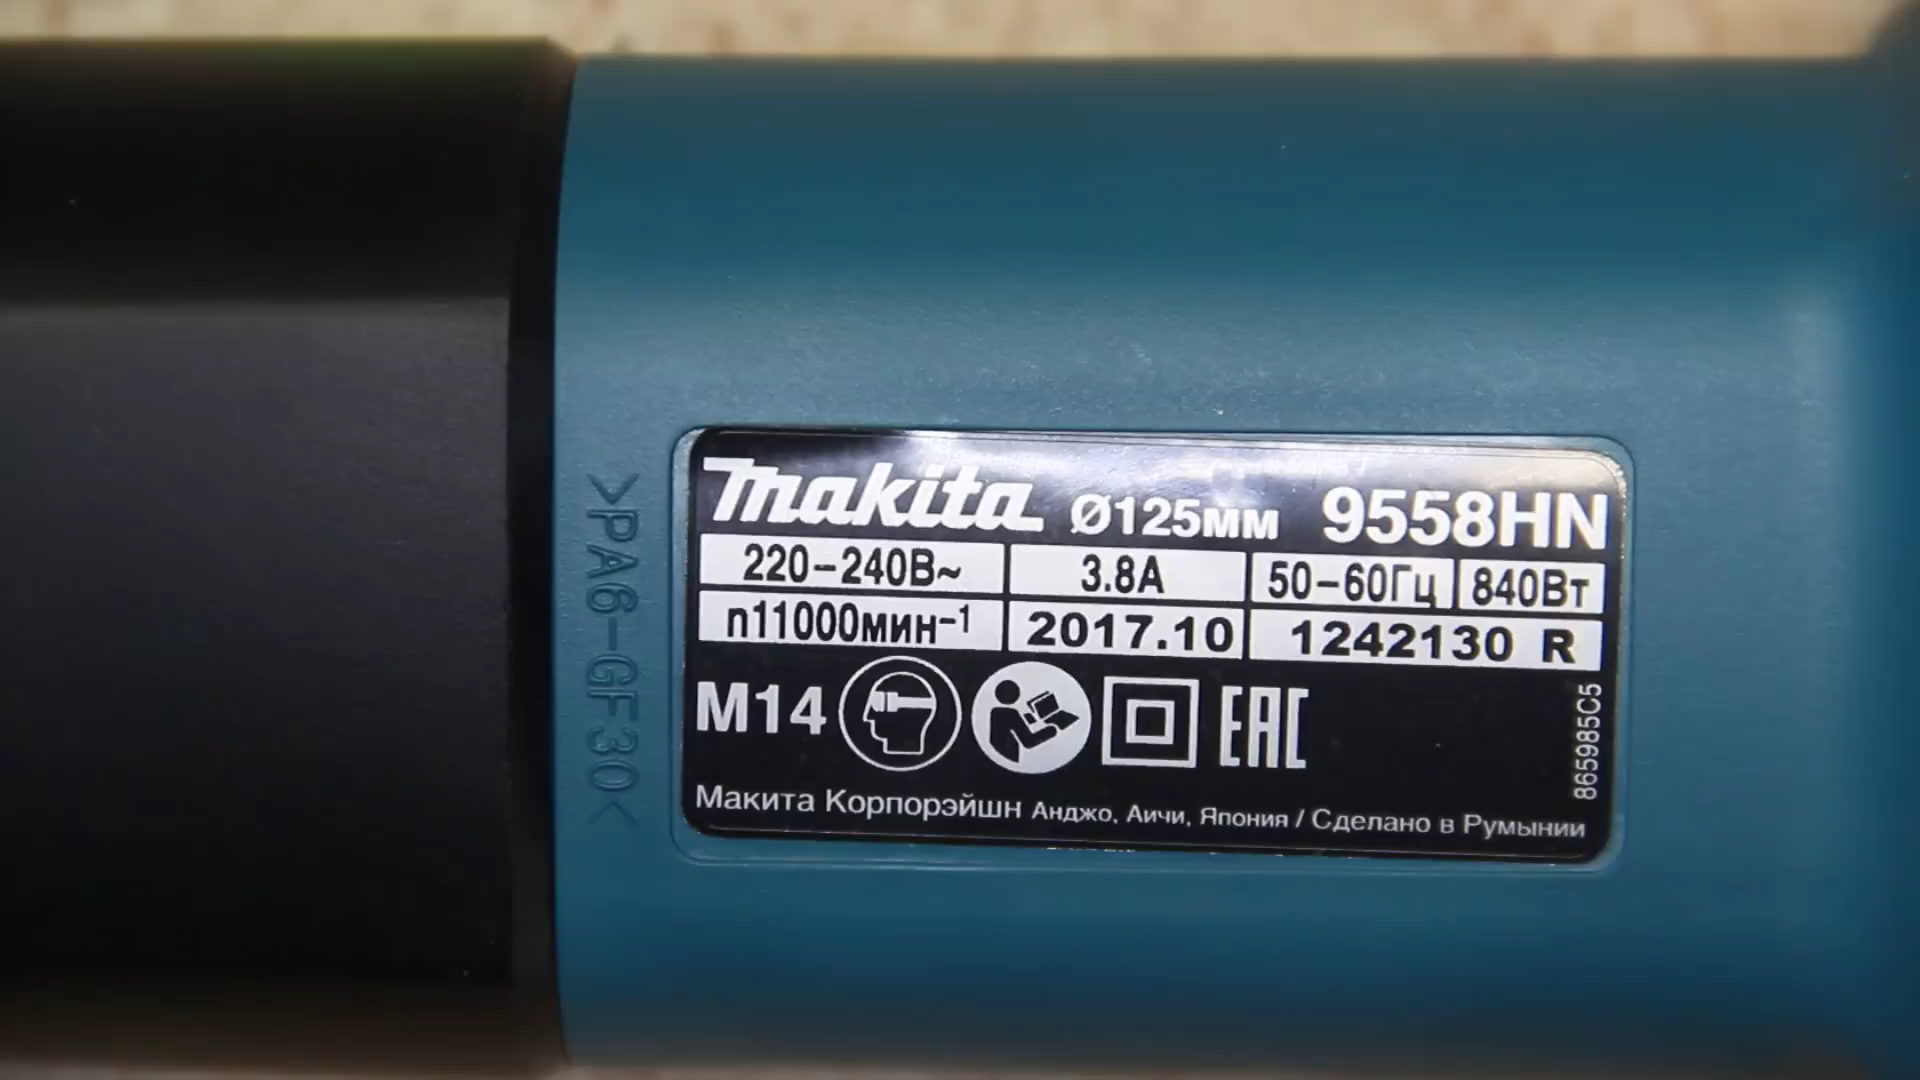 makita Ø125мм 9558HN
220-240В~ 3.8A 50-60Гц 840Вт
n11000мин-1 2017.10 1242130 R
M14 EAC
865985C5
Макита Корпорэйшн Анджо, Аичи, Япония / Сделано в Румынии
>PA6-GF30<